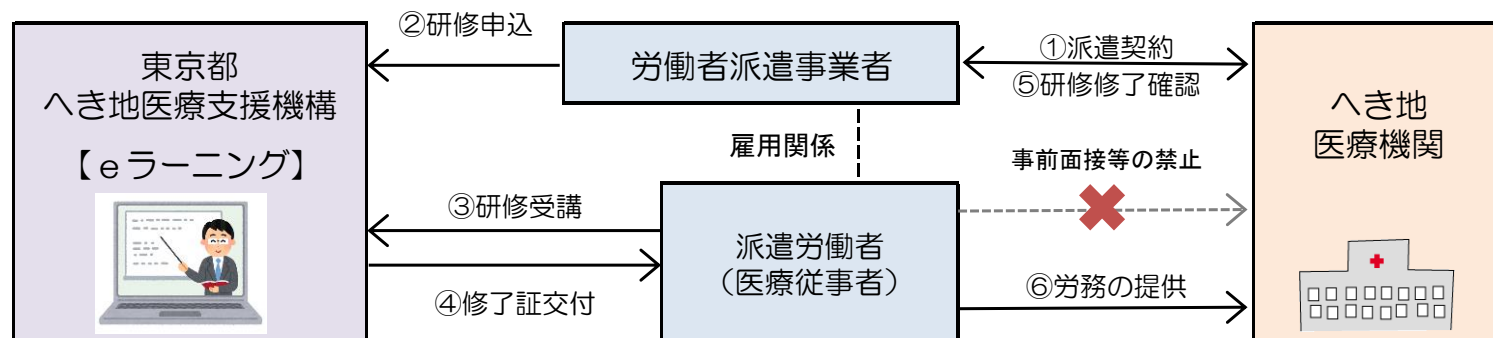 ②研修申込
東京都
へき地医療支援機構
【eラーニング】
労働者派遣事業者
①派遣契約
⑤研修修了確認
へき地
医療機関
雇用関係
事前面接等の禁止
③研修受講
派遣労働者
（医療従事者）
④修了証交付
⑥労務の提供